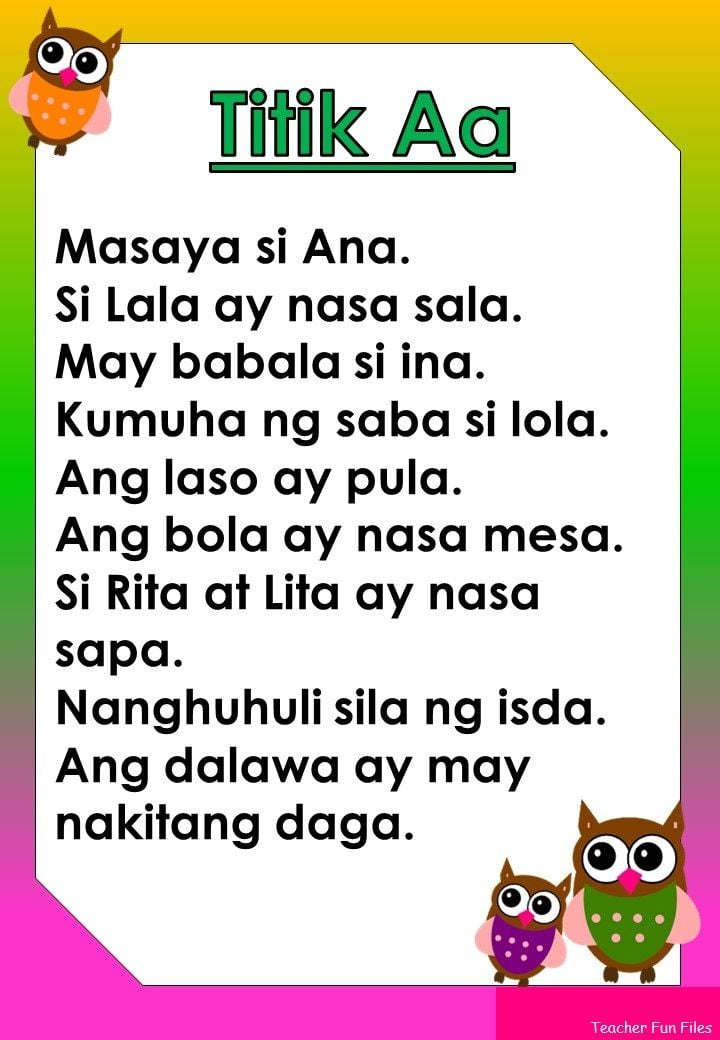 Titik Aa
Masaya si Ana.
Si Lala ay nasa sala.
May babala si ina.
Kumuha ng saba si lola.
Ang laso ay pula.
Ang bola ay nasa mesa.
Si Rita at Lita ay nasa
sapa.
Nanghuhuli sila ng isda.
Ang dalawa ay may
nakitang daga.
Teacher Fun Files